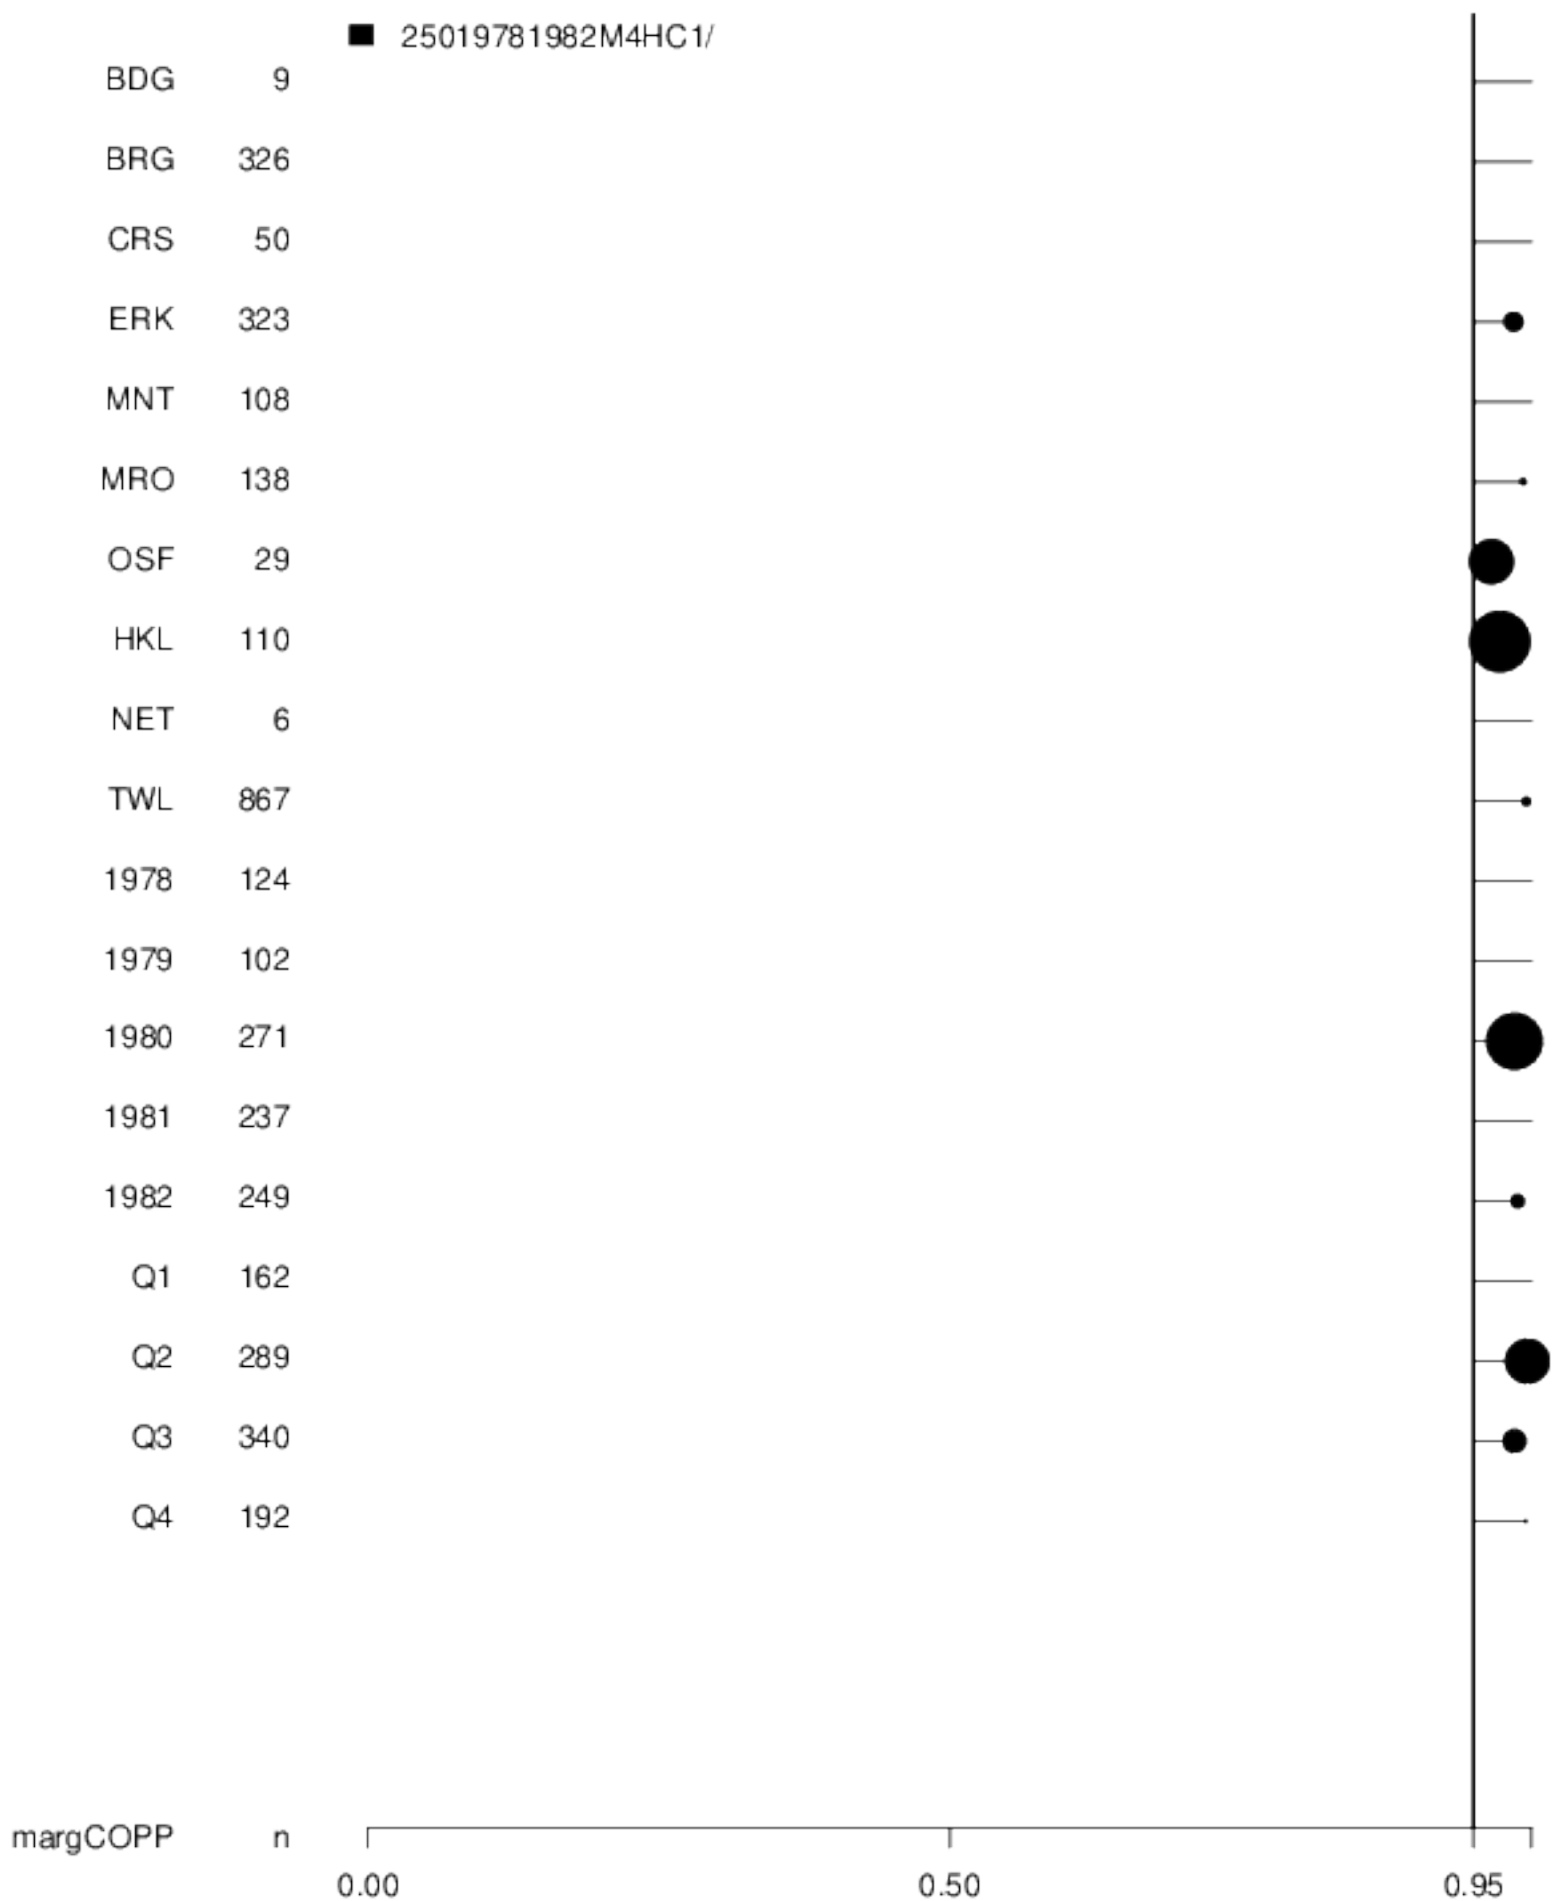 25019781982M4HC1/
BDG 9
BRG 326
CRS 50
ERK 323
MNT 108
MRO 138
OSF 29
HKL 110
NET 6
TWL 867
1978 124
1979 102
1980 271
1981 237
1982 249
Q1 162
Q2 289
Q3 340
Q4 192
margCOPP n
0.00 0.50 0.95